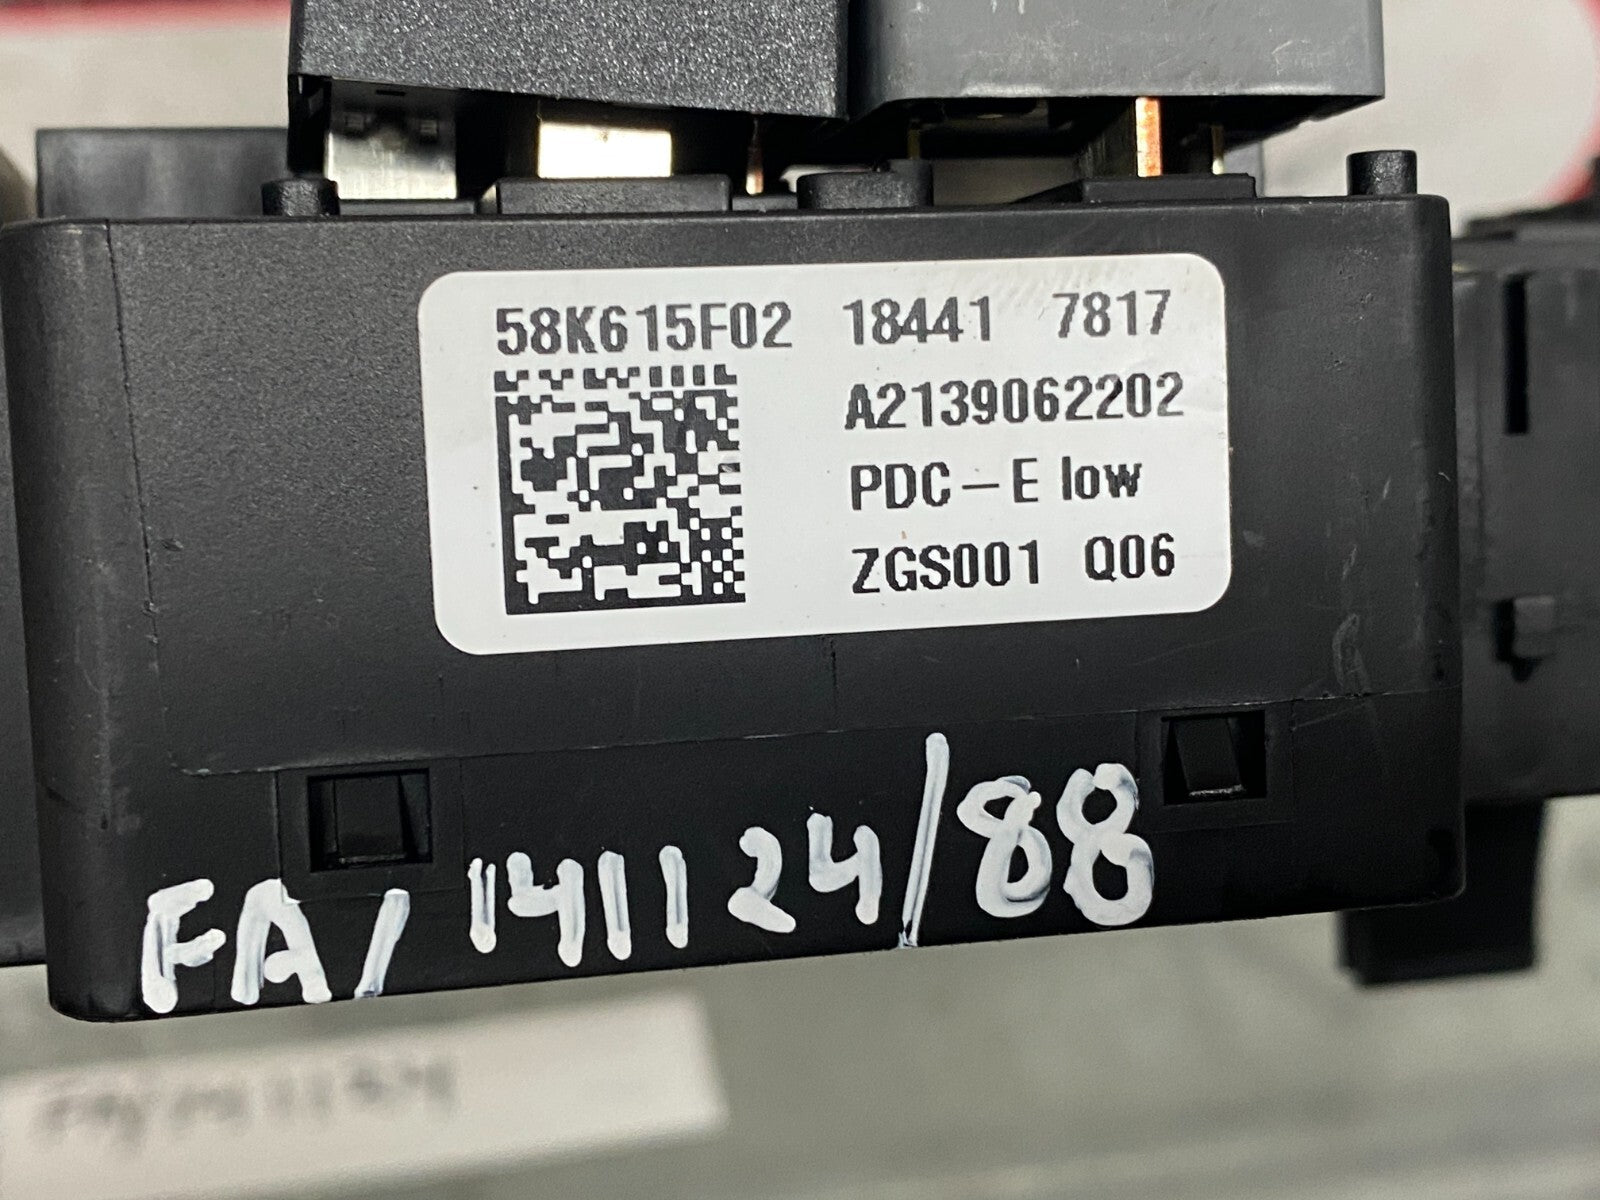 58K615F02 18441 7817
A2139062202
PDC-E low
ZGS001 Q06
FA/141124/88